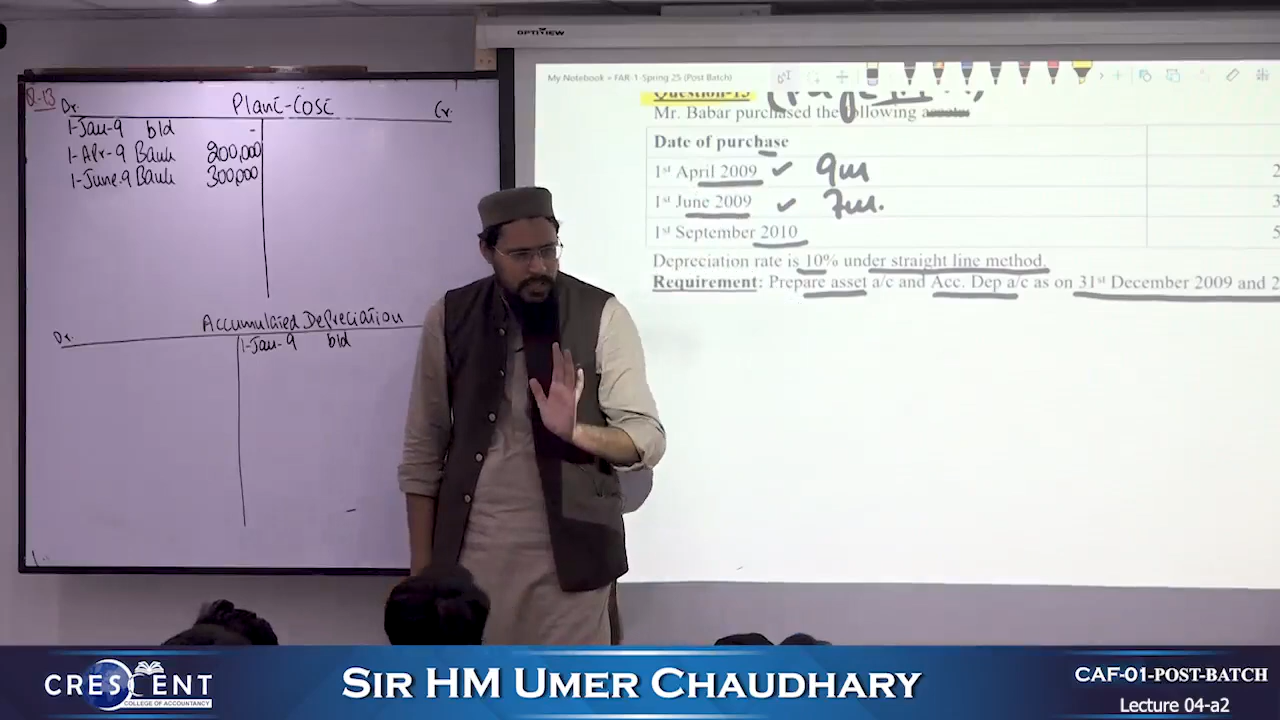 Q-13
Dr. Plant-Cost Cr
1-Jan-9 b/d -
1-Apr-9 Bank 200,000
1-June.9 Bank 300,000
Accumulated Depreciation
Dr.
1-Jan-9 b/d
OPTIVIEW
My Notebook » FAR-1-Spring 25 (Post Batch)
Question-13
Mr. Babar purchased the following assets
Date of purchase
1st April 2009 ✓ 9m
1st June 2009 ✓ 7m.
1st September 2010
Depreciation rate is 10% under straight line method.
Requirement: Prepare asset a/c and Acc. Dep a/c as on 31st December 2009 and 2
CRESCENT
COLLEGE OF ACCOUNTANCY
SIR HM UMER CHAUDHARY
CAF-01-POST-BATCH
Lecture 04-a2